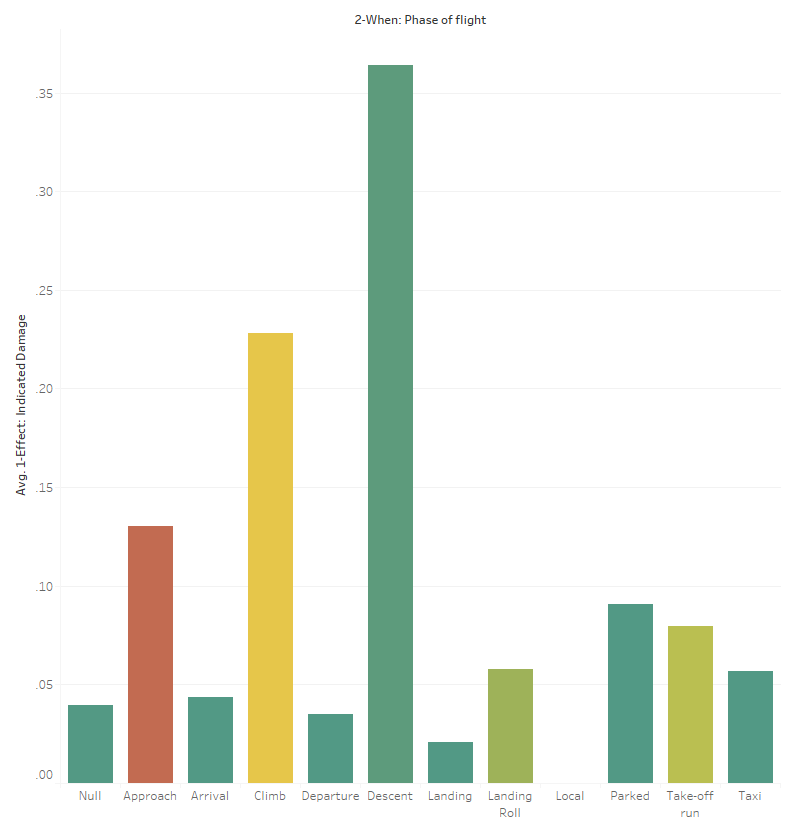 2-When: Phase of flight
Avg. 1-Effect: Indicated Damage
.35
.30
.25
.20
.15
.10
.05
.00
Null Approach Arrival Climb Departure Descent Landing Landing Roll Local Parked Take-off run Taxi